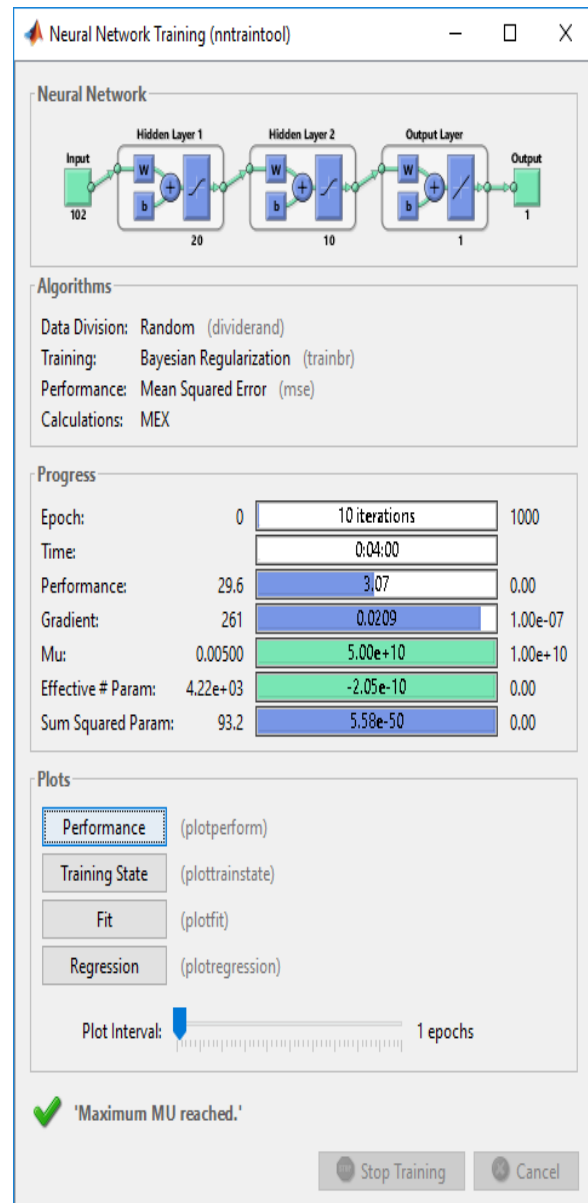 Neural Network Training (nntraintool)
Neural Network
Hidden Layer 1 Hidden Layer 2 Output Layer
Input Output
W W W
+ + +
b b b
102 1
20 10 1
Algorithms
Data Division: Random (dividerand)
Training: Bayesian Regularization (trainbr)
Performance: Mean Squared Error (mse)
Calculations: MEX
Progress
Epoch: 0 10 iterations 1000
Time: 0:04:00
Performance: 29.6 3.07 0.00
Gradient: 261 0.0209 1.00e-07
Mu: 0.00500 5.00e+10 1.00e+10
Effective # Param: 4.22e+03 -2.05e-10 0.00
Sum Squared Param: 93.2 5.58e-50 0.00
Plots
Performance (plotperform)
Training State (plottrainstate)
Fit (plotfit)
Regression (plotregression)
Plot Interval: 1 epochs
'Maximum MU reached.'
Stop Training Cancel